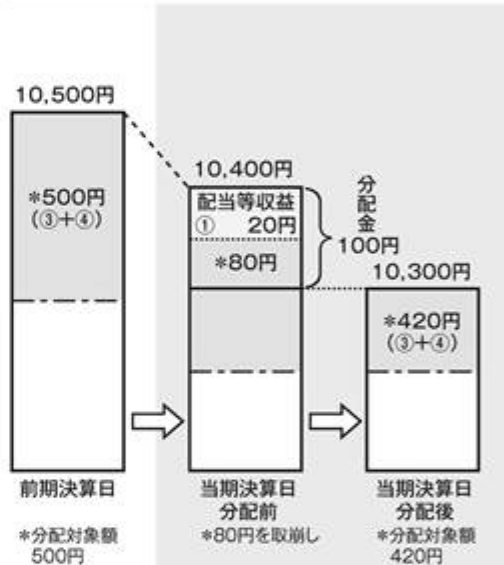 10,500円
*500円
(③+④)
前期決算日
*分配対象額
500円
10,400円
配当等収益
① 20円
*80円
分配金
100円
当期決算日
分配前
*80円を取崩し
10,300円
*420円
(③+④)
当期決算日
分配後
*分配対象額
420円